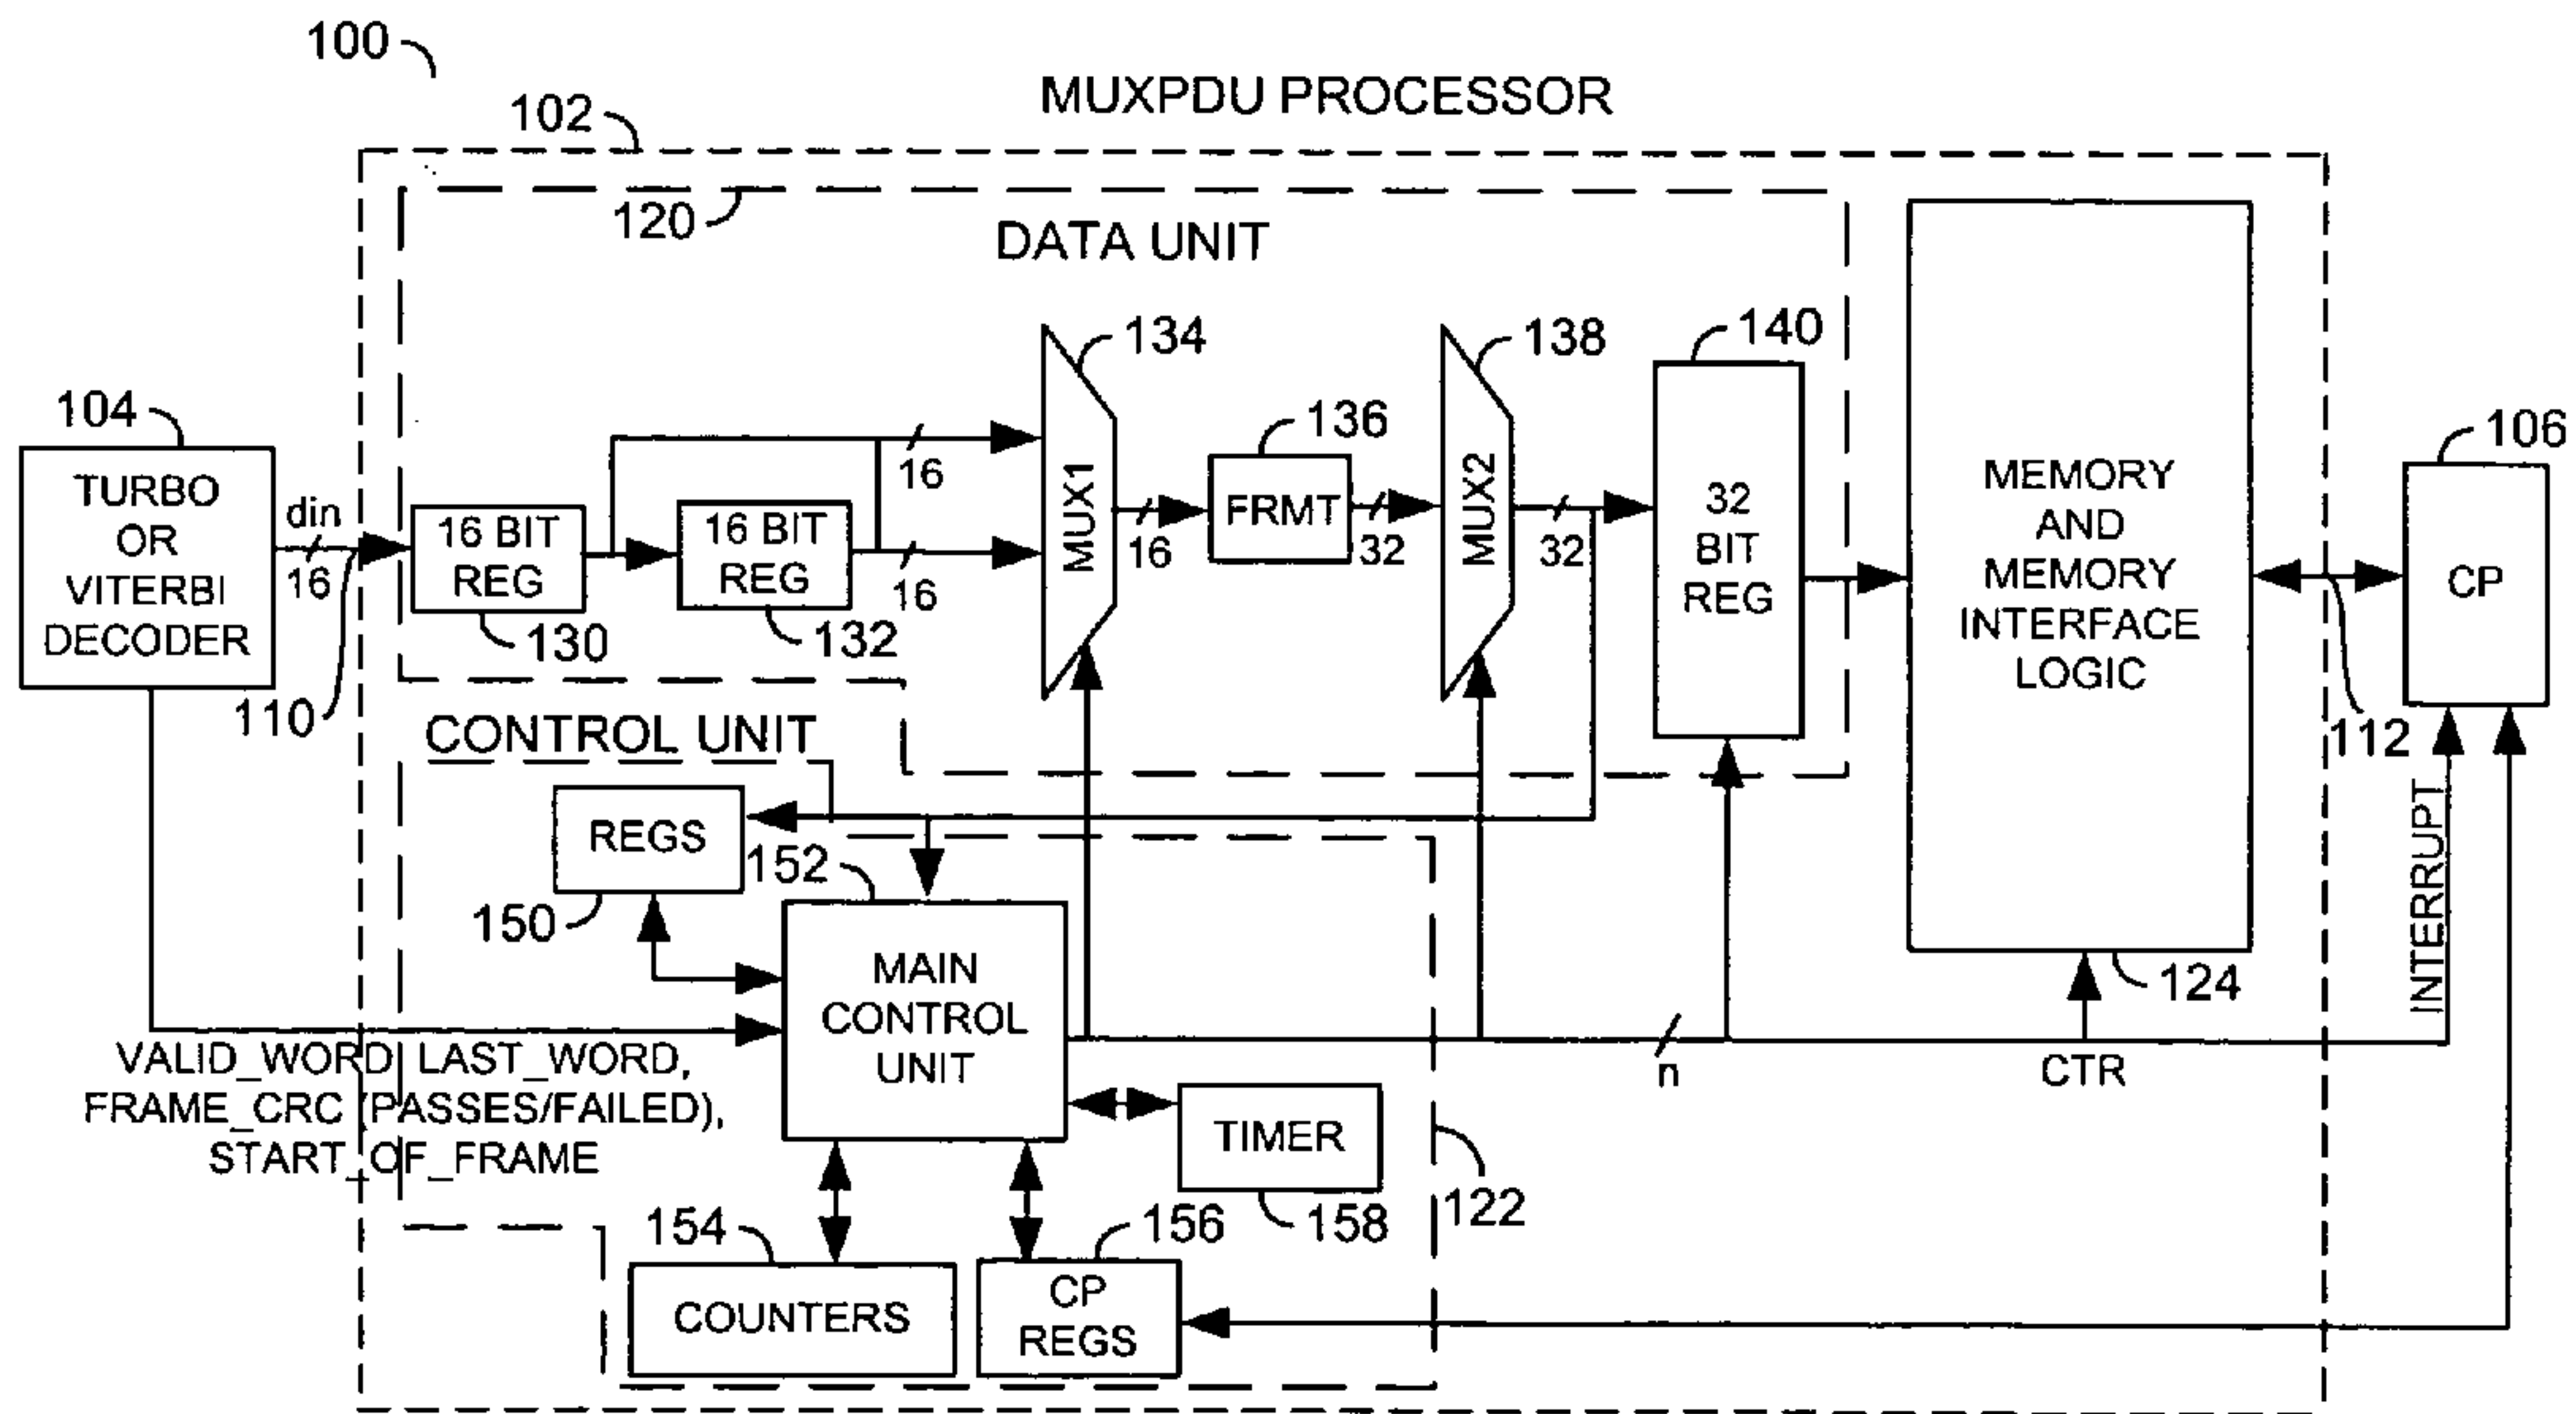 100
MUXPDU PROCESSOR
102
120
DATA UNIT
134
138
140
104
136
106
TURBO
OR
VITERBI
DECODER
din
16
110
16 BIT
REG
130
16 BIT
REG
132
16
16
MUX1
16
FRMT
32
MUX2
32
32
BIT
REG
MEMORY
AND
MEMORY
INTERFACE
LOGIC
CP
112
CONTROL UNIT
REGS
150
152
MAIN
CONTROL
UNIT
124
INTERRUPT
VALID_WORD LAST_WORD,
FRAME_CRC (PASSES/FAILED),
START_OF_FRAME
n
CTR
TIMER
158
122
154
COUNTERS
156
CP
REGS